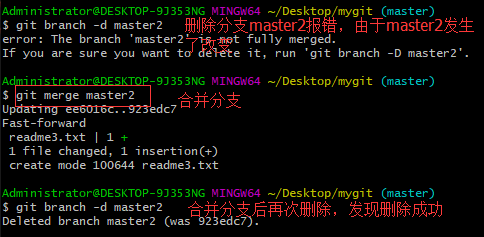 Administrator@DESKTOP-9J353NG MINGW64 ~/Desktop/mygit (master)
$ git branch -d master2 删除分支master2报错，由于master2发生了改变
error: The branch 'master2' is not fully merged.
If you are sure you want to delete it, run 'git branch -D master2'.
Administrator@DESKTOP-9J353NG MINGW64 ~/Desktop/mygit (master)
$ git merge master2 合并分支
Updating ee6016c..923edc7
Fast-forward
readme3.txt | 1 +
1 file changed, 1 insertion(+)
create mode 100644 readme3.txt
Administrator@DESKTOP-9J353NG MINGW64 ~/Desktop/mygit (master)
$ git branch -d master2 合并分支后再次删除，发现删除成功
Deleted branch master2 (was 923edc7).